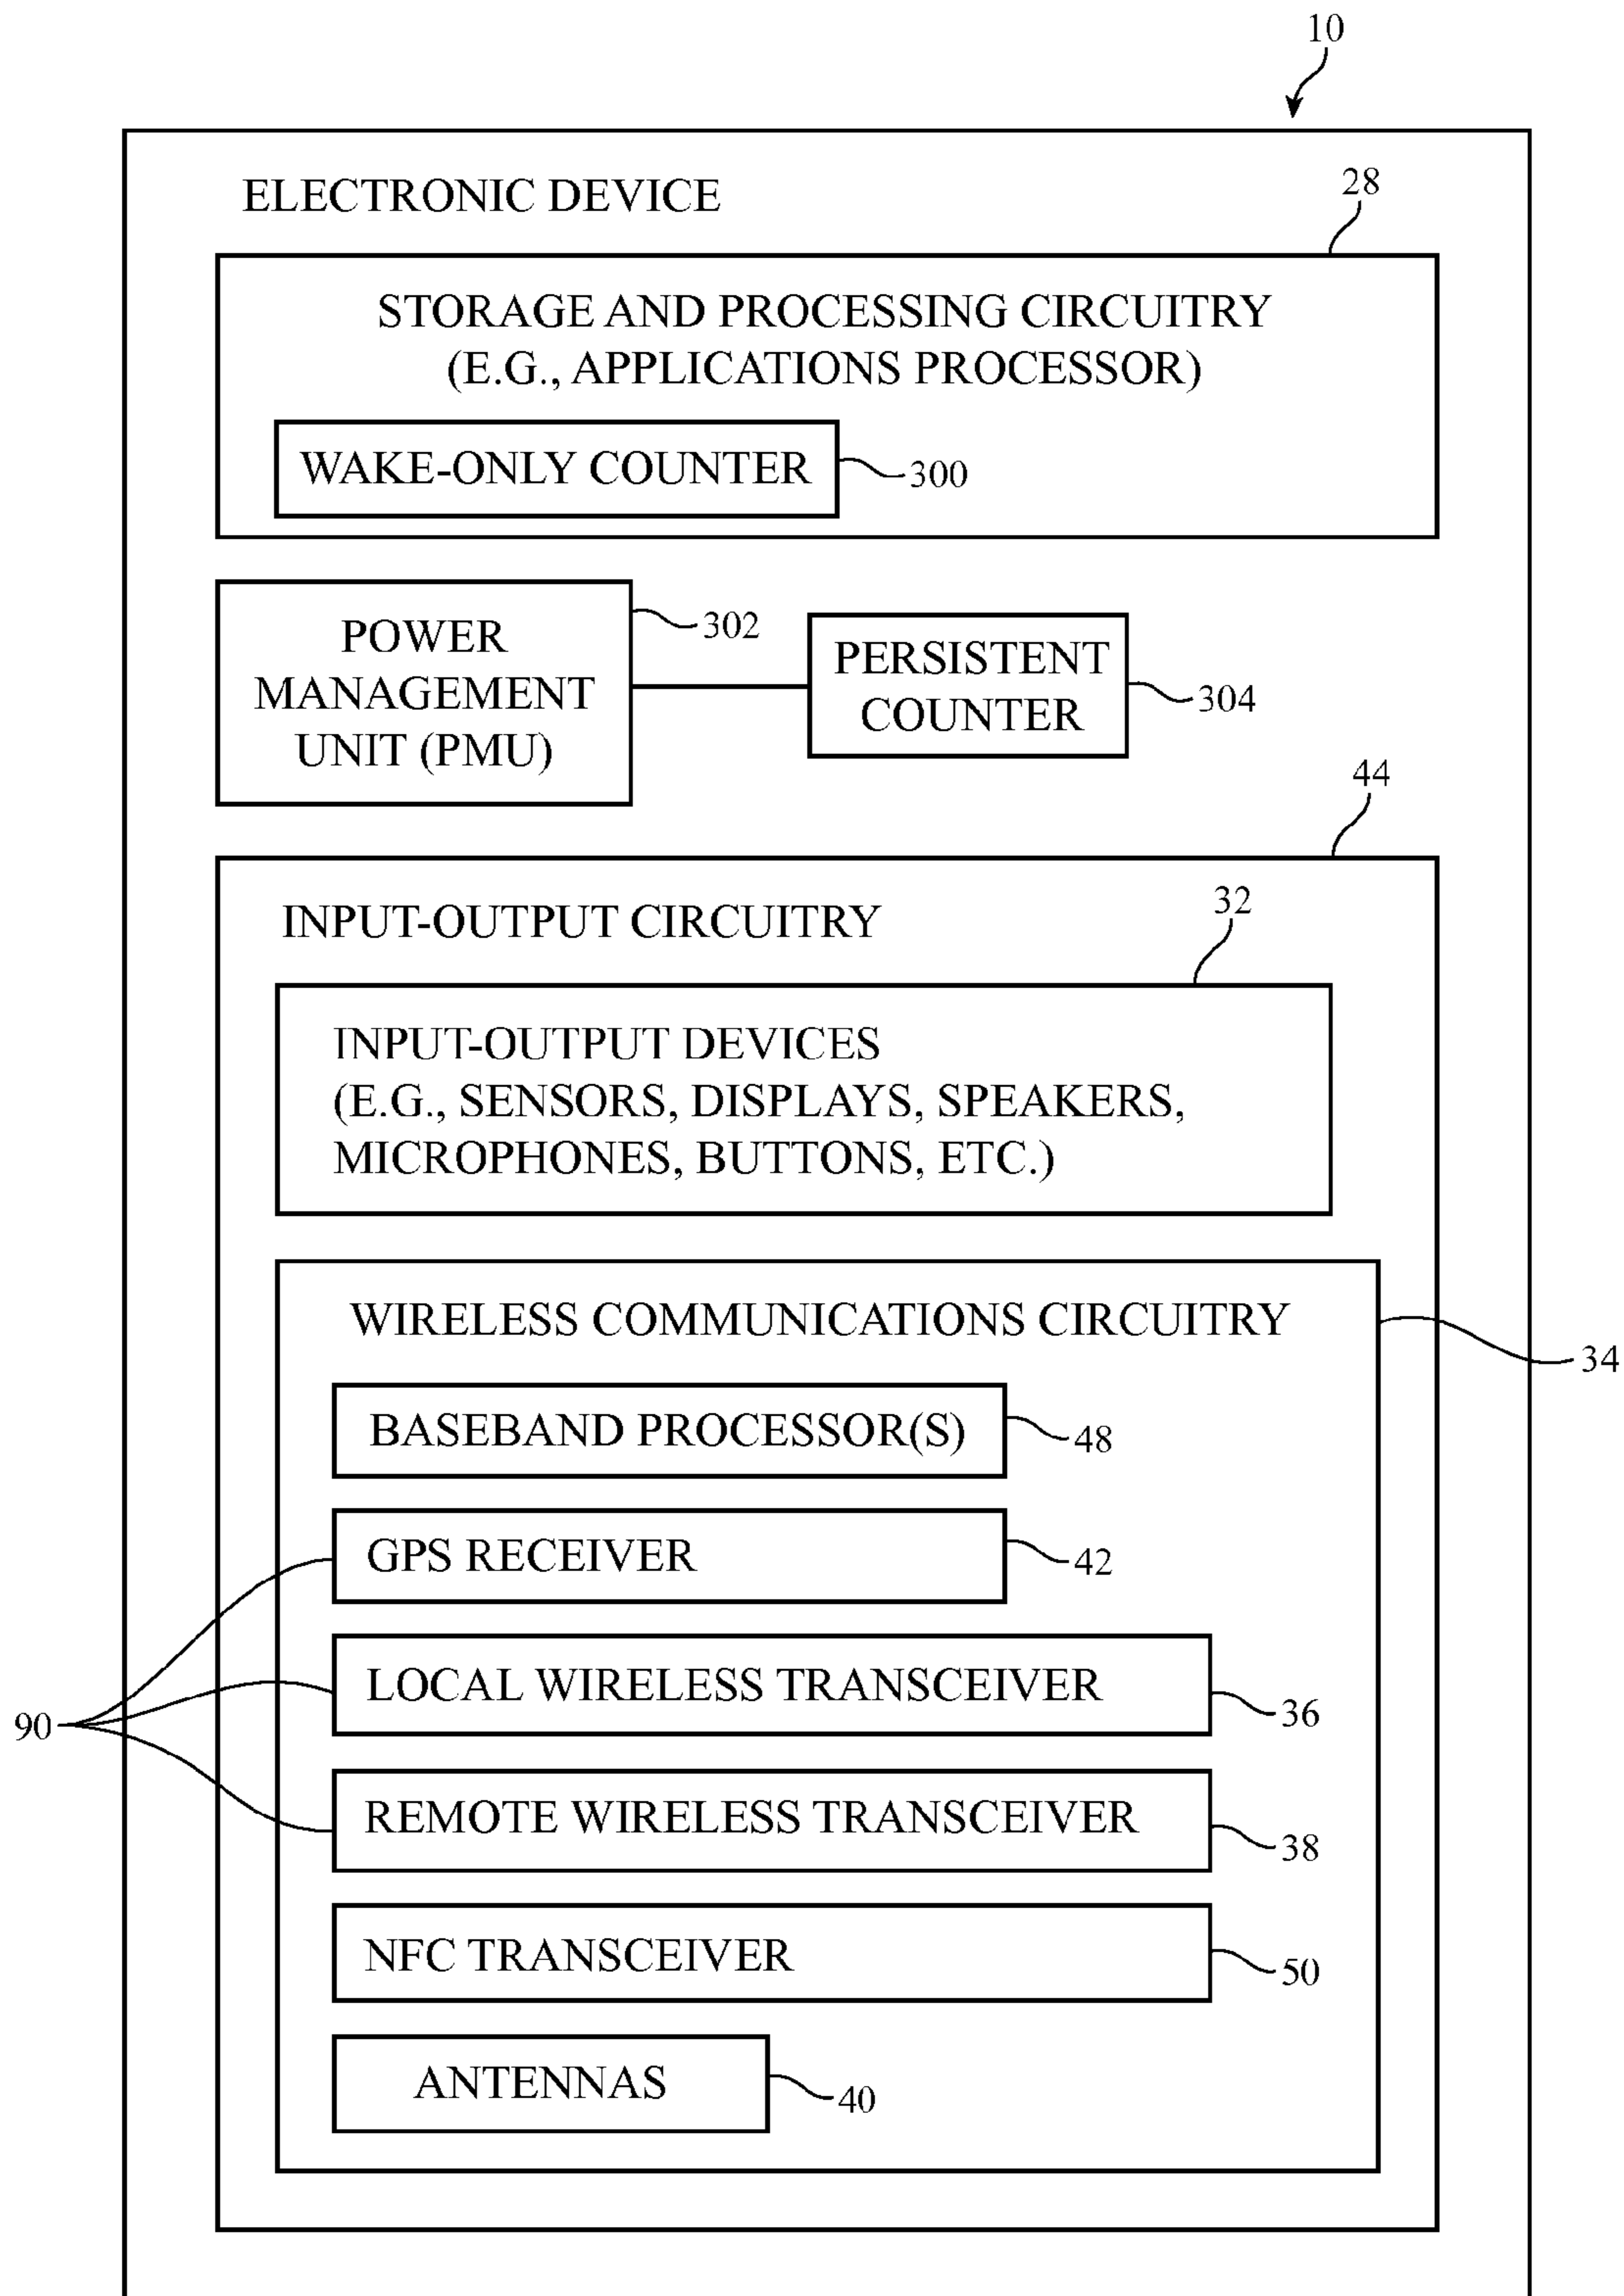 10
ELECTRONIC DEVICE
28
STORAGE AND PROCESSING CIRCUITRY
(E.G., APPLICATIONS PROCESSOR)
WAKE-ONLY COUNTER
300
POWER
MANAGEMENT
UNIT (PMU)
302
PERSISTENT
COUNTER
304
44
INPUT-OUTPUT CIRCUITRY
32
INPUT-OUTPUT DEVICES
(E.G., SENSORS, DISPLAYS, SPEAKERS,
MICROPHONES, BUTTONS, ETC.)
WIRELESS COMMUNICATIONS CIRCUITRY
34
BASEBAND PROCESSOR(S)
48
GPS RECEIVER
42
LOCAL WIRELESS TRANSCEIVER
36
90
REMOTE WIRELESS TRANSCEIVER
38
NFC TRANSCEIVER
50
ANTENNAS
40